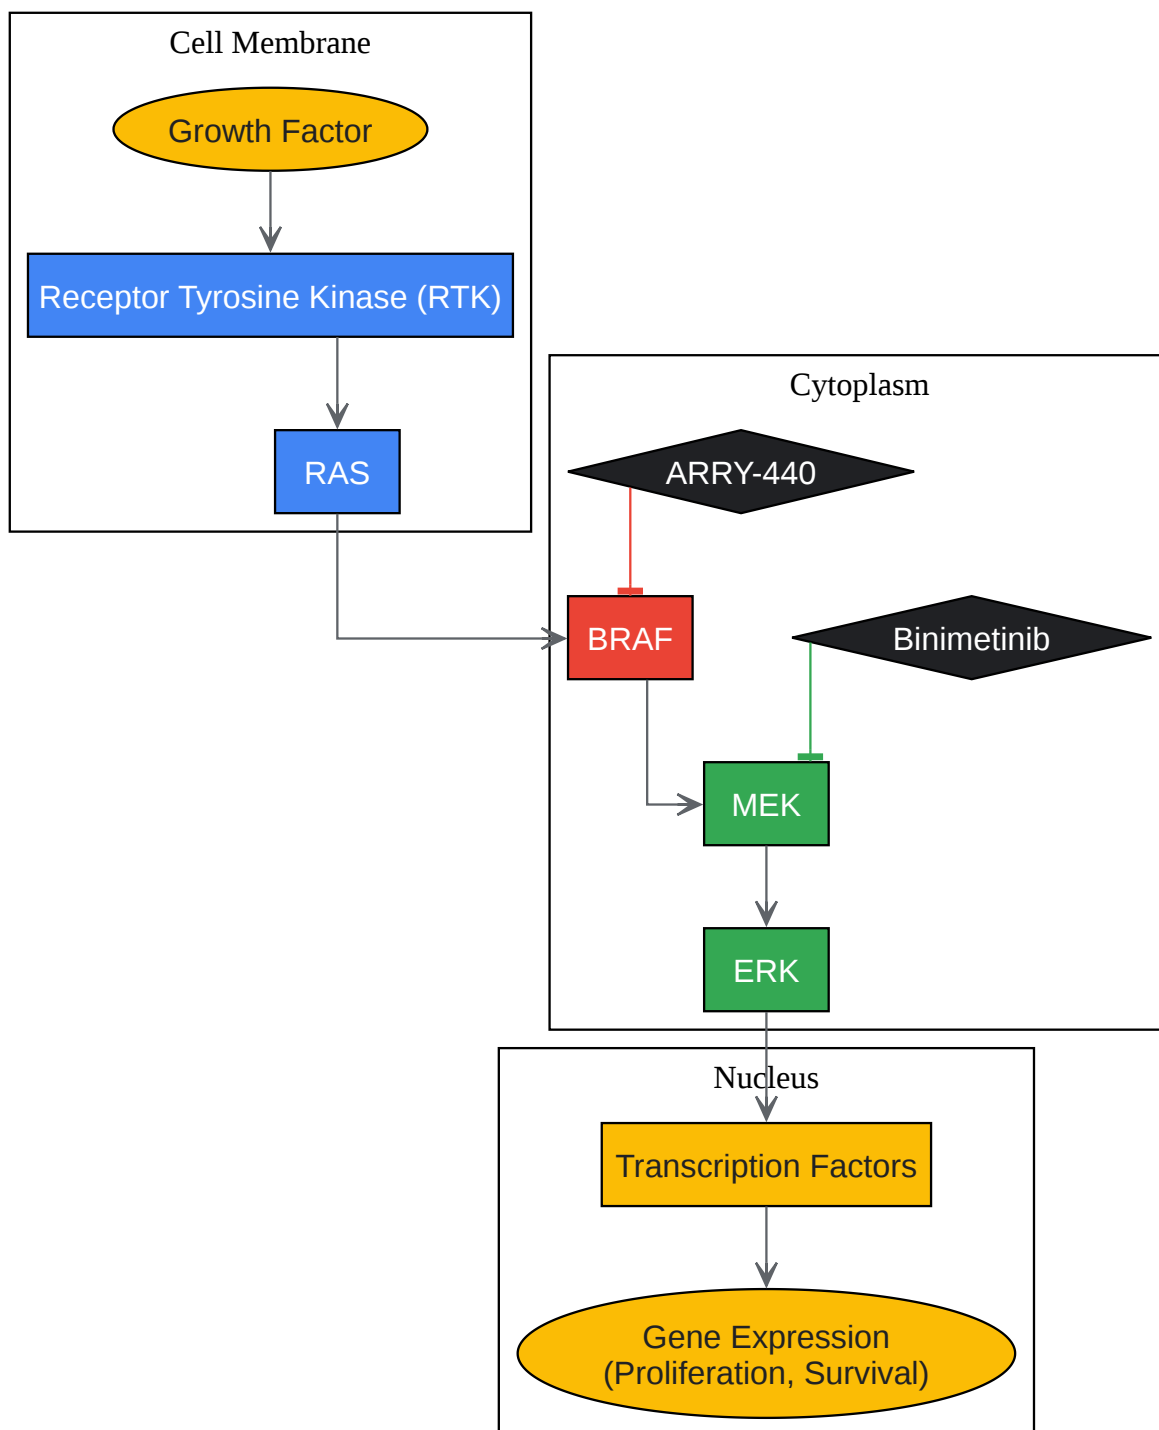 Cell Membrane
Growth Factor
Receptor Tyrosine Kinase (RTK)
RAS
Cytoplasm
ARRY-440
BRAF
Binimetinib
MEK
ERK
Nucleus
Transcription Factors
Gene Expression
(Proliferation, Survival)